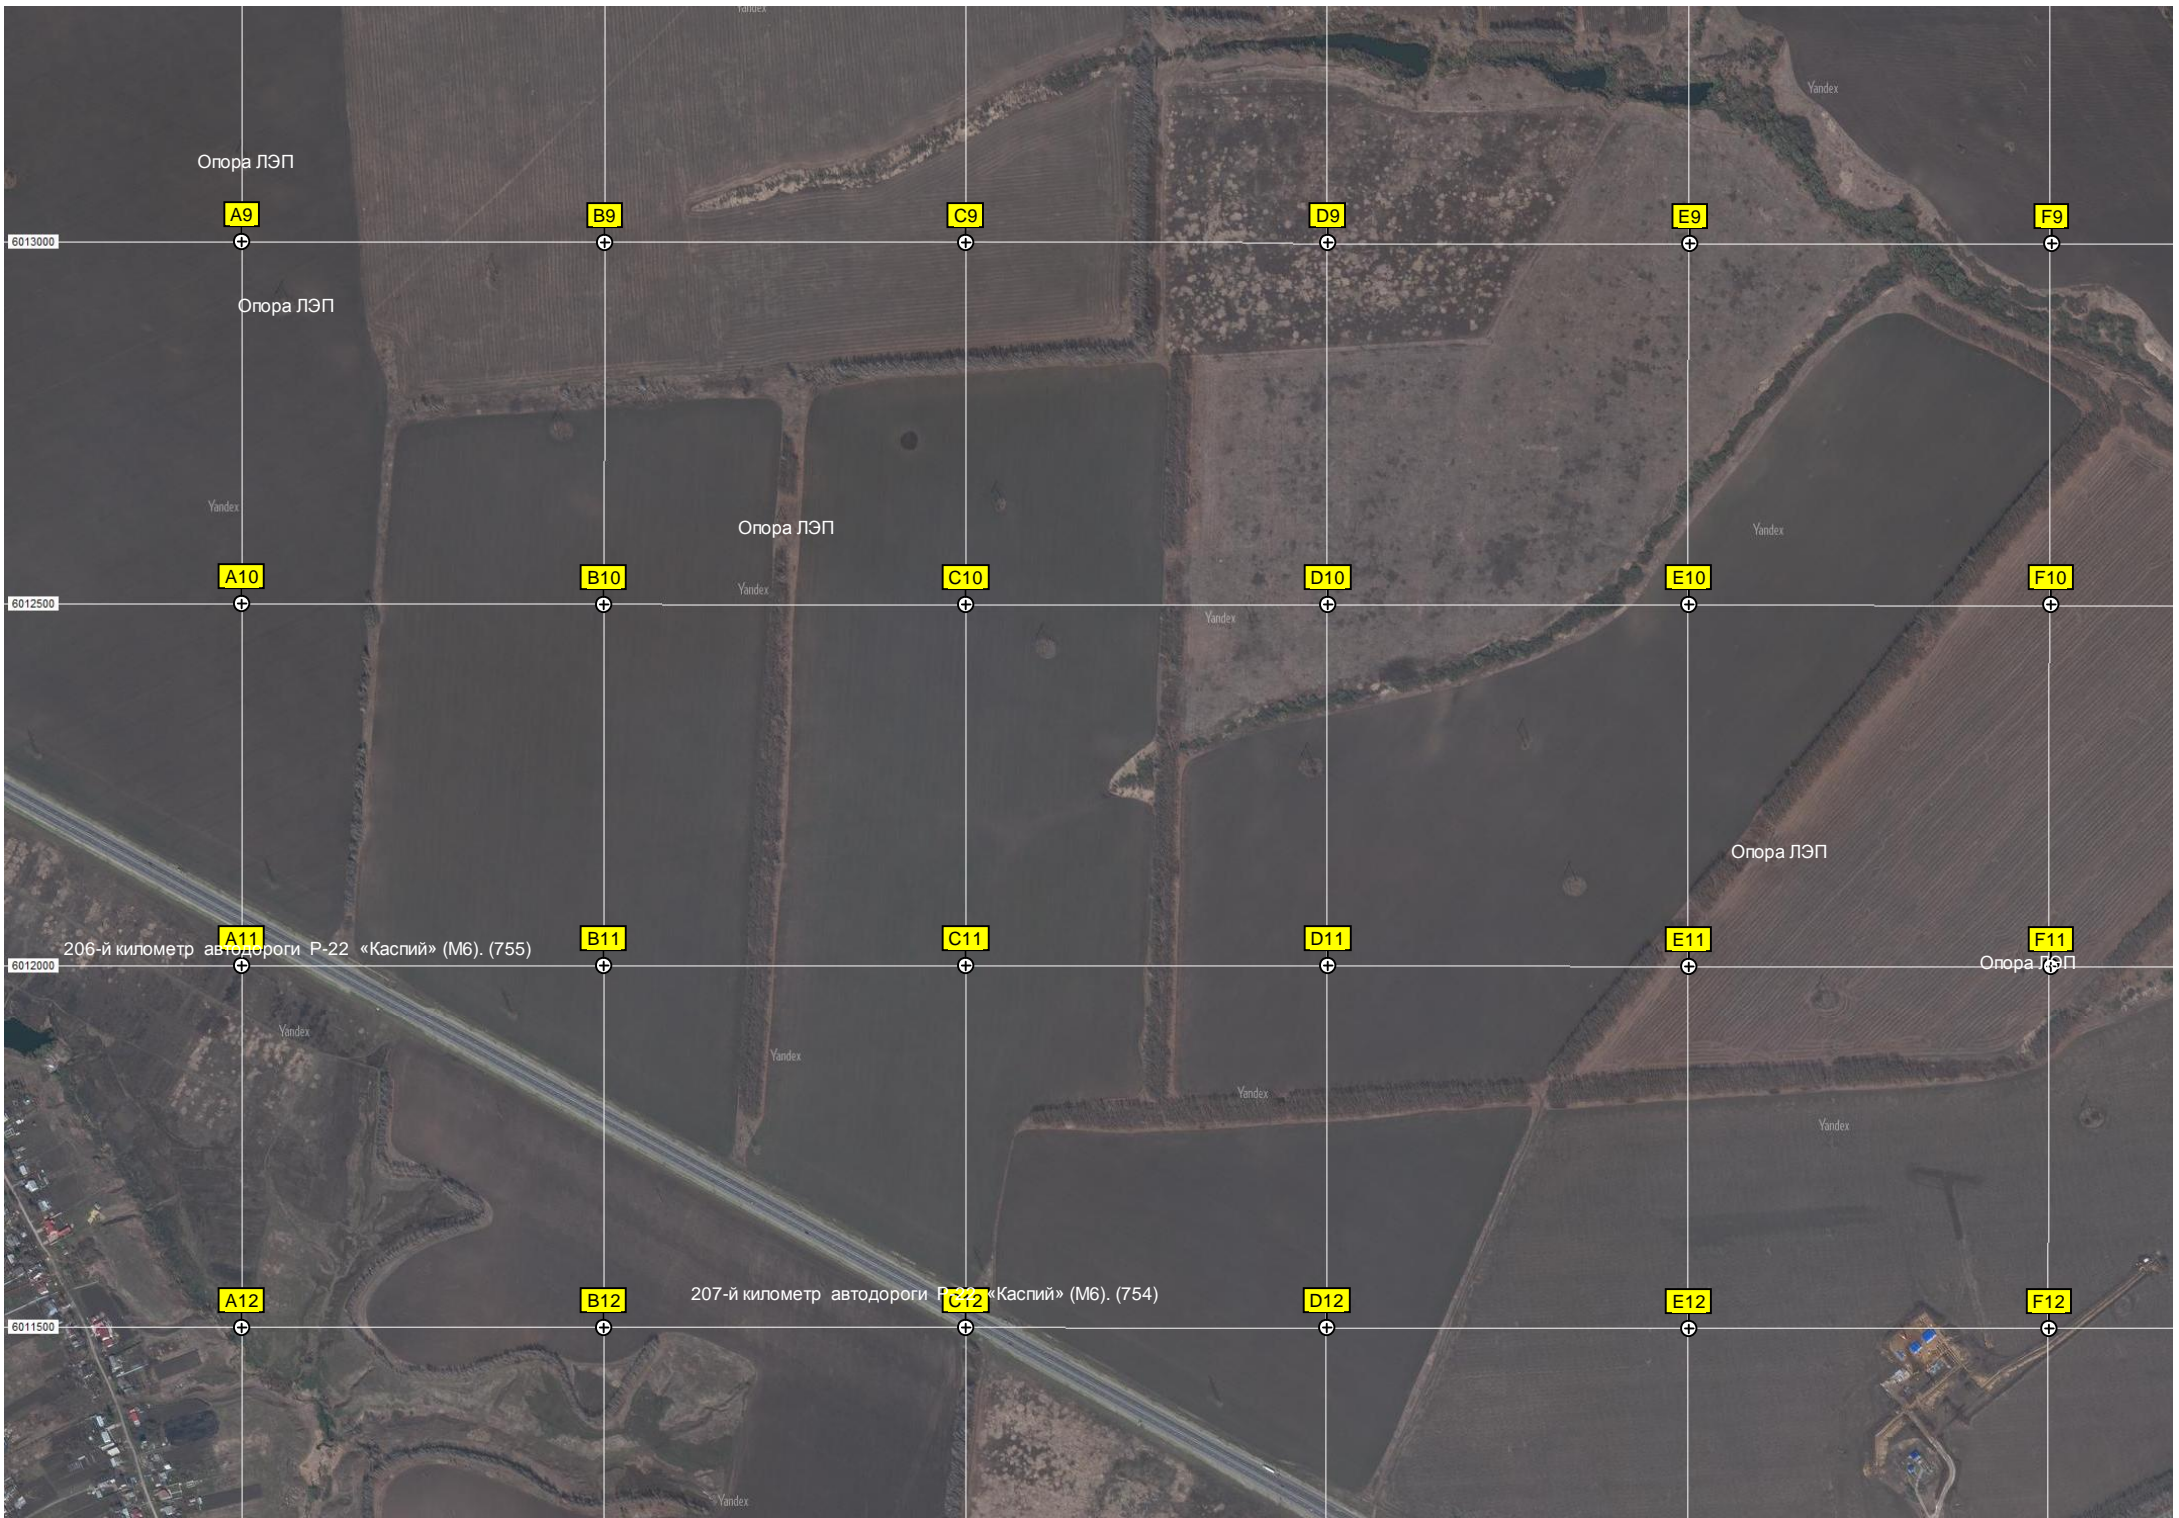 Yandex
Yandex
Опора ЛЭП
A9
B9
C9
D9
E9
F9
6013000
Опора ЛЭП
Yandex
Опора ЛЭП
Yandex
A10
B10
C10
D10
E10
F10
Yandex
6012500
Yandex
Опора ЛЭП
A11
B11
C11
D11
E11
F11
206-й километр автодороги Р-22 «Каспий» (М6). (755)
6012000
Опора ЛЭП
Yandex
Yandex
Yandex
Yandex
A12
B12
207-й километр автодороги Р-22 «Каспий» (М6). (754)
C12
D12
E12
F12
6011500
Yandex